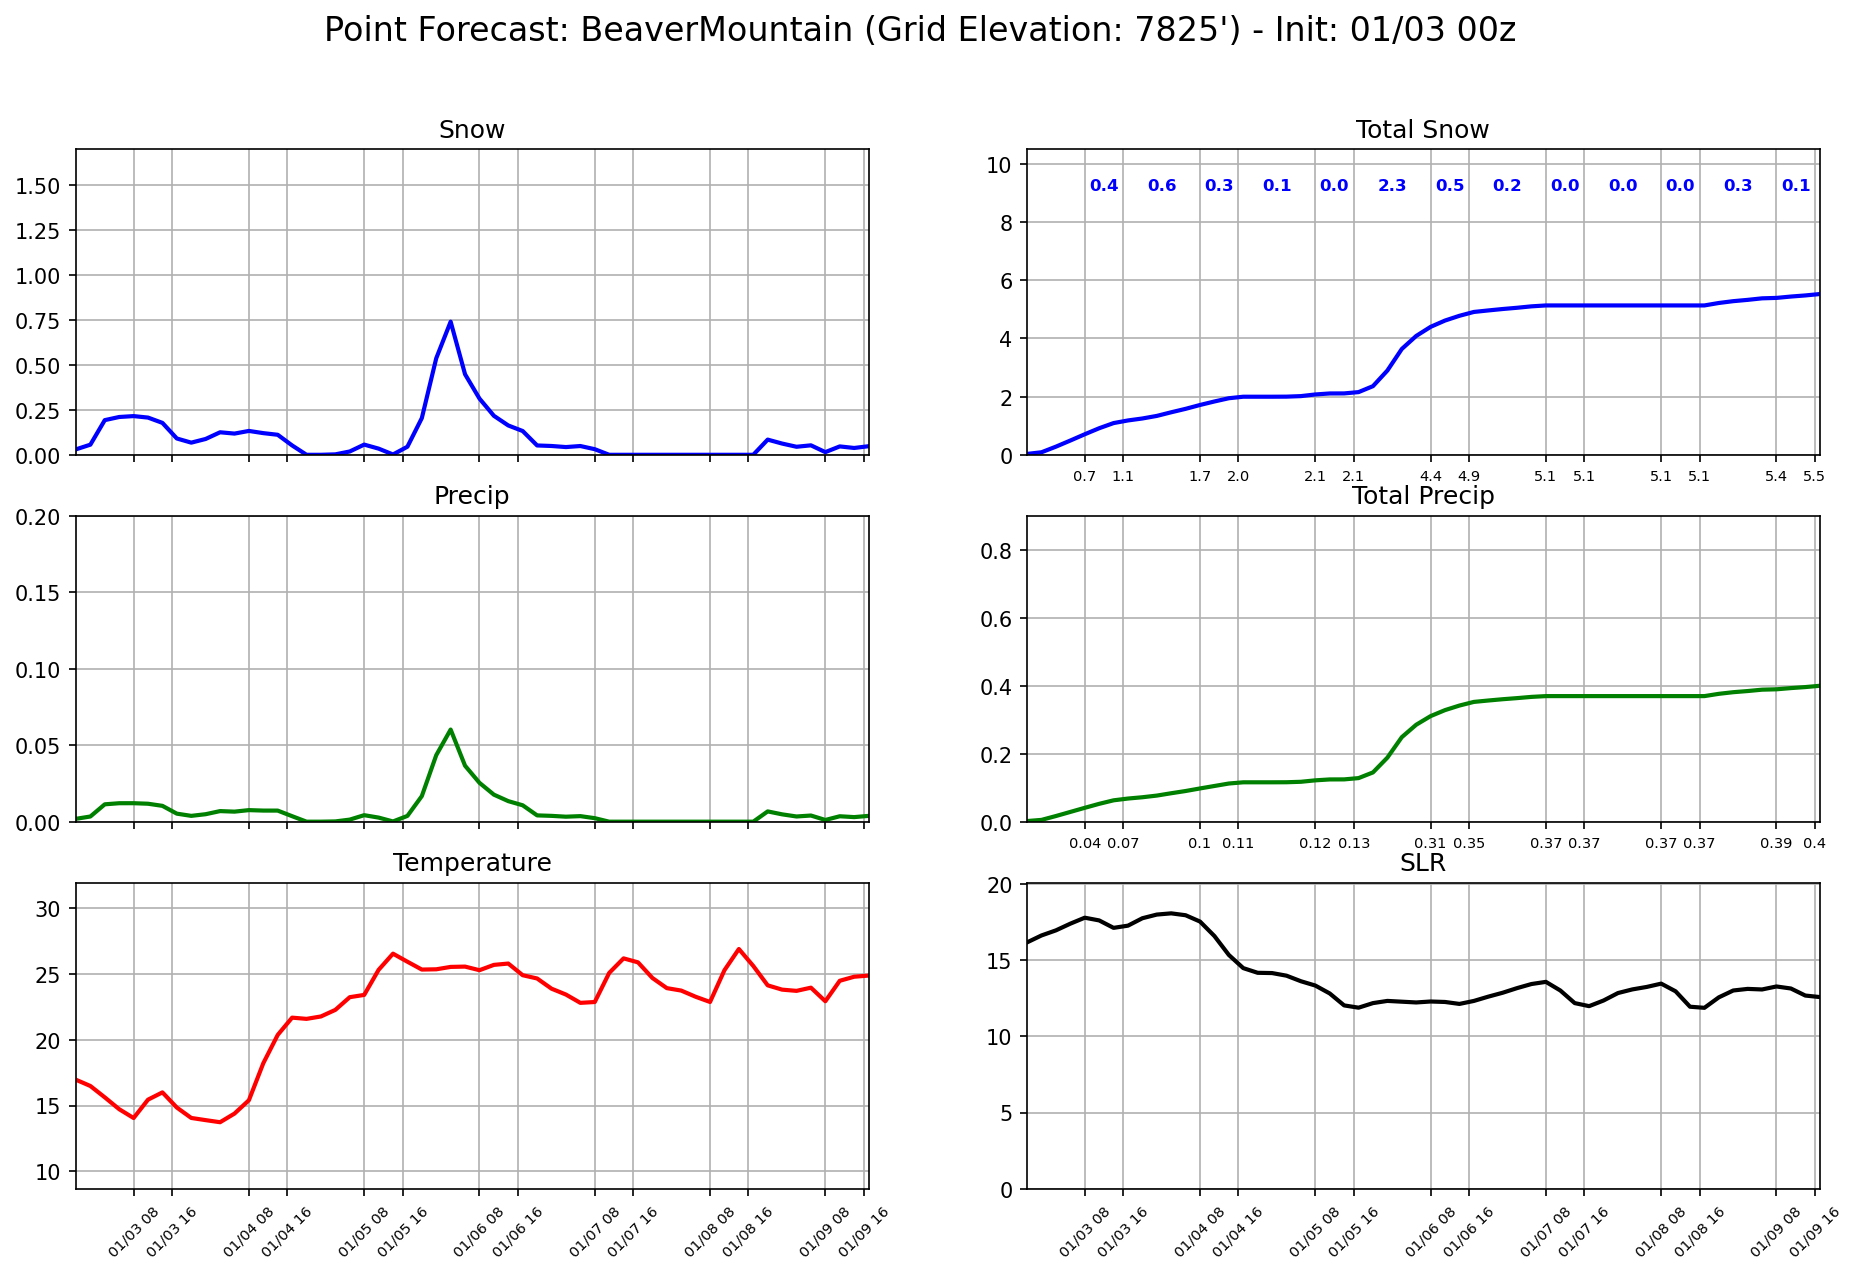 Point Forecast: BeaverMountain (Grid Elevation: 7825') - Init: 01/03 00z
Snow
1.50
1.25
1.00
0.75
0.50
0.25
0.00
Total Snow
10
8
6
4
2
0
0.4 0.6 0.3 0.1 0.0 2.3 0.5 0.2 0.0 0.0 0.0 0.3 0.1
0.7 1.1 1.7 2.0 2.1 2.1 4.4 4.9 5.1 5.1 5.1 5.1 5.4 5.5
Precip
0.20
0.15
0.10
0.05
0.00
Total Precip
0.8
0.6
0.4
0.2
0.0
0.04 0.07 0.1 0.11 0.12 0.13 0.31 0.35 0.37 0.37 0.37 0.37 0.39 0.4
Temperature
30
25
20
15
10
01/03 08 01/03 16 01/04 08 01/04 16 01/05 08 01/05 16 01/06 08 01/06 16 01/07 08 01/07 16 01/08 08 01/08 16 01/09 08 01/09 16
SLR
20
15
10
5
0
01/03 08 01/03 16 01/04 08 01/04 16 01/05 08 01/05 16 01/06 08 01/06 16 01/07 08 01/07 16 01/08 08 01/08 16 01/09 08 01/09 16